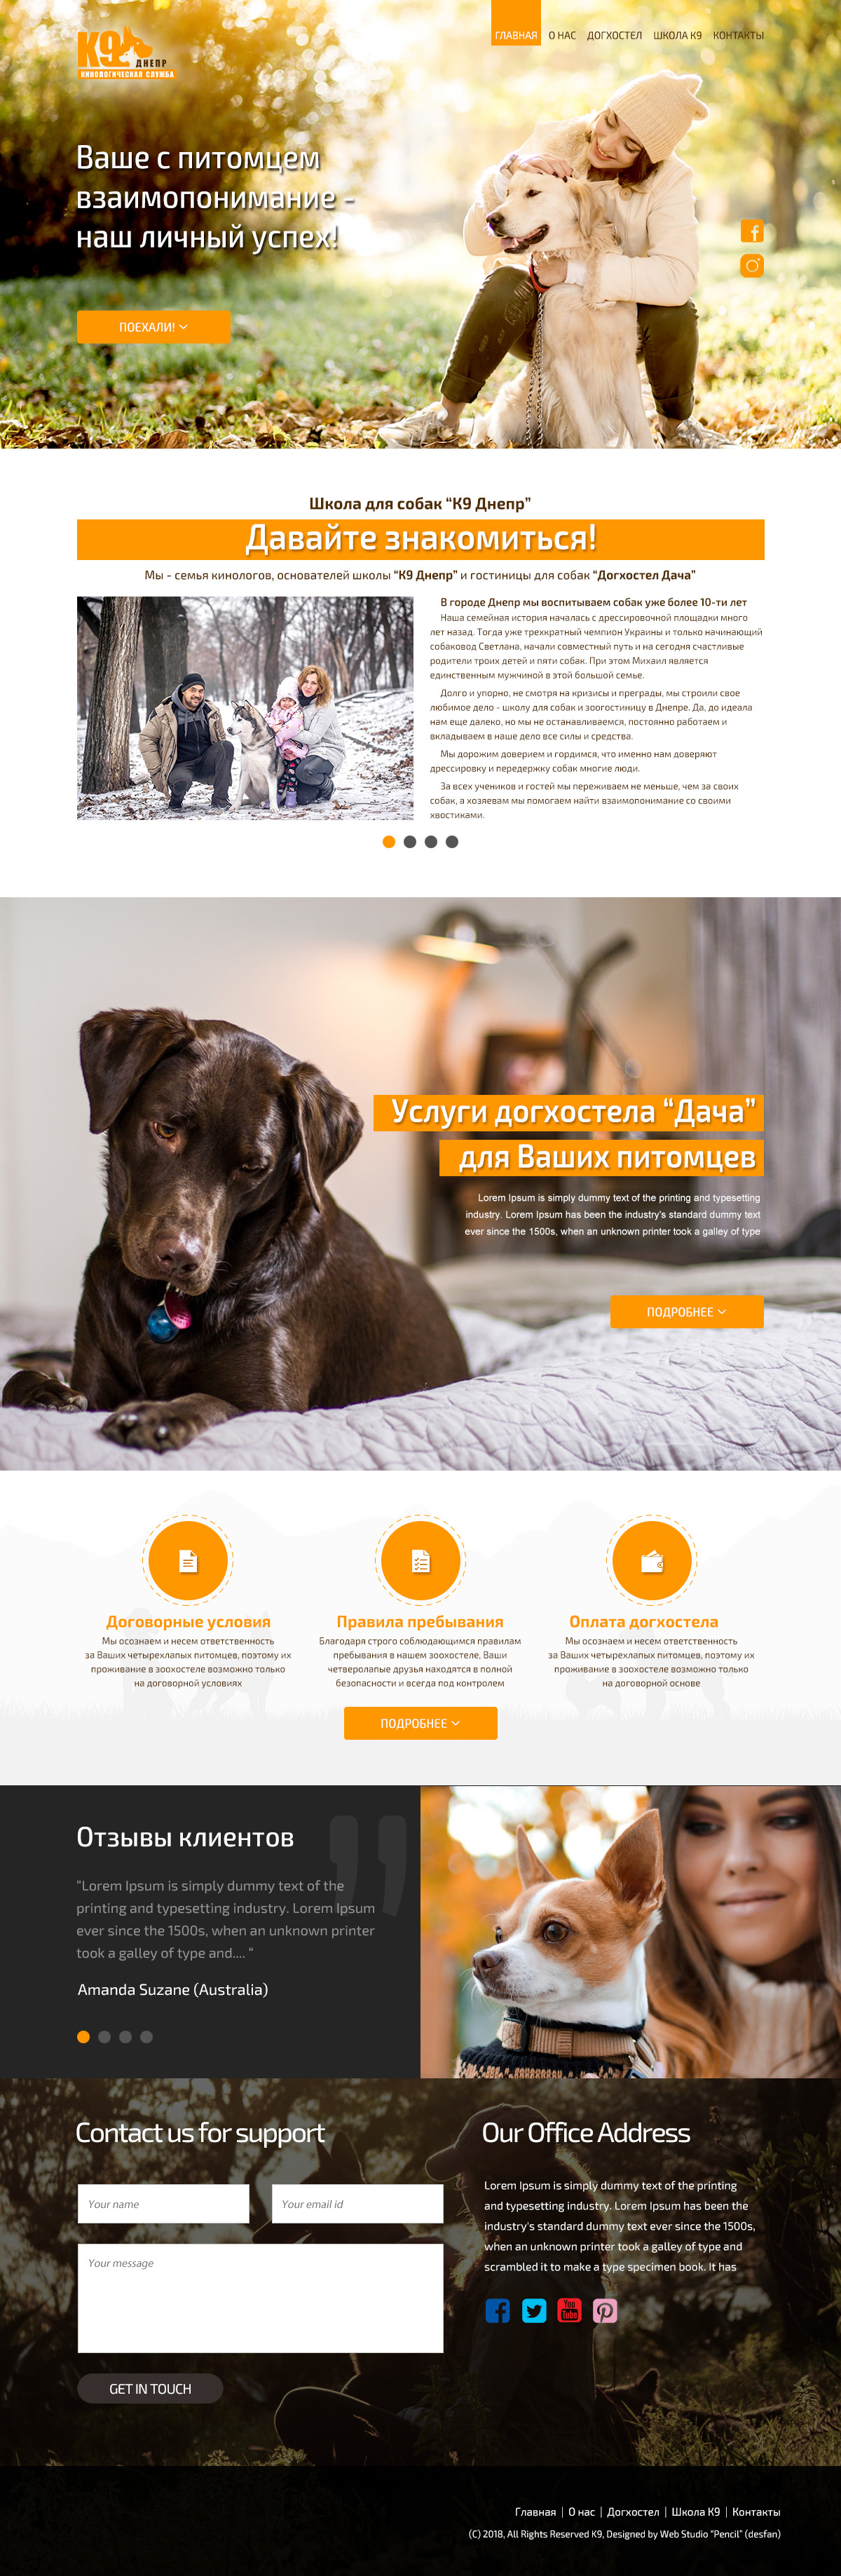 К9 ДНЕПР
КИНОЛОГИЧЕСКАЯ СЛУЖБА
ГЛАВНАЯ О НАС ДОГХОСТЕЛ ШКОЛА К9 КОНТАКТЫ
Ваше с питомцем
взаимопонимание -
наш личный успех!
ПОЕХАЛИ!
Школа для собак “К9 Днепр”
Давайте знакомиться!
Мы - семья кинологов, основателей школы “К9 Днепр” и гостиницы для собак “Догхостел Дача”
В городе Днепр мы воспитываем собак уже более 10-ти лет
Наша семейная история началась с дрессировочной площадки много
лет назад. Тогда уже трехкратный чемпион Украины и только начинающий
собаковод Светлана, начали совместный путь и на сегодня счастливые
родители троих детей и пяти собак. При этом Михаил является
единственным мужчиной в этой большой семье.
Долго и упорно, не смотря на кризисы и преграды, мы строили свое
любимое дело - школу для собак и зоогостиницу в Днепре. Да, до идеала
нам еще далеко, но мы не останавливаемся, постоянно работаем и
вкладываем в наше дело все силы и средства.
Мы дорожим доверием и гордимся, что именно нам доверяют
дрессировку и передержку собак многие люди.
За всех учеников и гостей мы переживаем не меньше, чем за своих
собак, а хозяевам мы помогаем найти взаимопонимание со своими
хвостиками.
Услуги догхостела “Дача”
для Ваших питомцев
Lorem Ipsum is simply dummy text of the printing and typesetting
industry. Lorem Ipsum has been the industry's standard dummy text
ever since the 1500s, when an unknown printer took a galley of type
ПОДРОБНЕЕ
Договорные условия
Мы осознаем и несем ответственность
за Ваших четырехлапых питомцев, поэтому их
проживание в зоохостеле возможно только
на договорной условиях
Правила пребывания
Благодаря строго соблюдающимся правилам
пребывания в нашем зоохостеле, Ваши
четверолапые друзья находятся в полной
безопасности и всегда под контролем
Оплата догхостела
Мы осознаем и несем ответственность
за Ваших четырехлапых питомцев, поэтому их
проживание в зоохостеле возможно только
на договорной основе
ПОДРОБНЕЕ
Отзывы клиентов
“Lorem Ipsum is simply dummy text of the
printing and typesetting industry. Lorem Ipsum
ever since the 1500s, when an unknown printer
took a galley of type and.... “
Amanda Suzane (Australia)
Contact us for support
Your name
Your email id
Your message
GET IN TOUCH
Our Office Address
Lorem Ipsum is simply dummy text of the printing
and typesetting industry. Lorem Ipsum has been the
industry's standard dummy text ever since the 1500s,
when an unknown printer took a galley of type and
scrambled it to make a type specimen book. It has
You Tube
Главная | О нас | Догхостел | Школа К9 | Контакты
(C) 2018, All Rights Reserved K9, Designed by Web Studio “Pencil” (desfan)